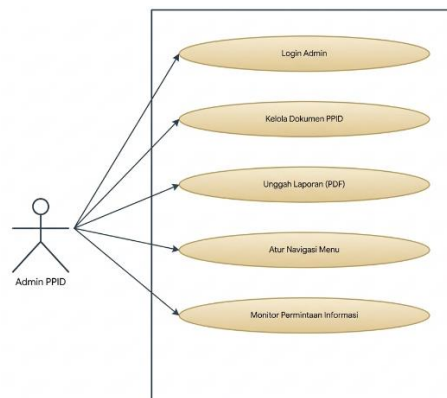 Login Admin
Kelola Dokumen PPID
Unggah Laporan (PDF)
Atur Navigasi Menu
Admin PPID
Monitor Permintaan Informasi